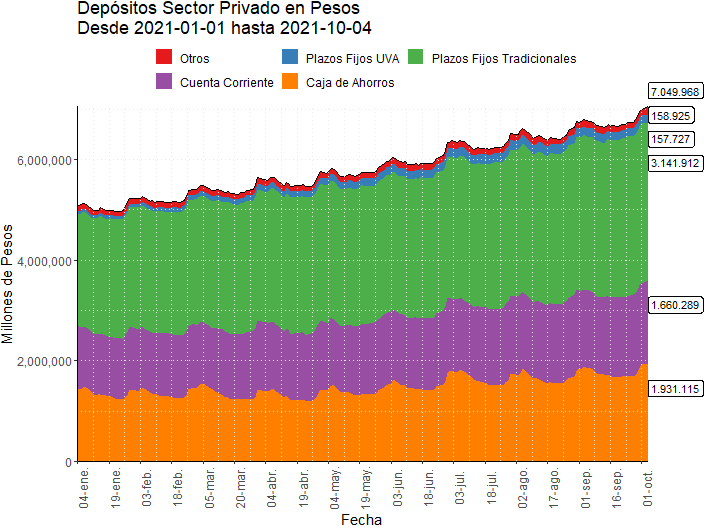 Depósitos Sector Privado en Pesos
Desde 2021-01-01 hasta 2021-10-04
Otros Plazos Fijos UVA Plazos Fijos Tradicionales
Cuenta Corriente Caja de Ahorros
7.049.968
158.925
157.727
3.141.912
1.660.289
1.931.115
6,000,000
4,000,000
2,000,000
0
Millones de Pesos
04-ene. 19-ene. 03-feb. 18-feb. 05-mar. 20-mar. 04-abr. 19-abr. 04-may. 19-may. 03-jun. 18-jun. 03-jul. 18-jul. 02-ago. 17-ago. 01-sep. 16-sep. 01-oct.
Fecha